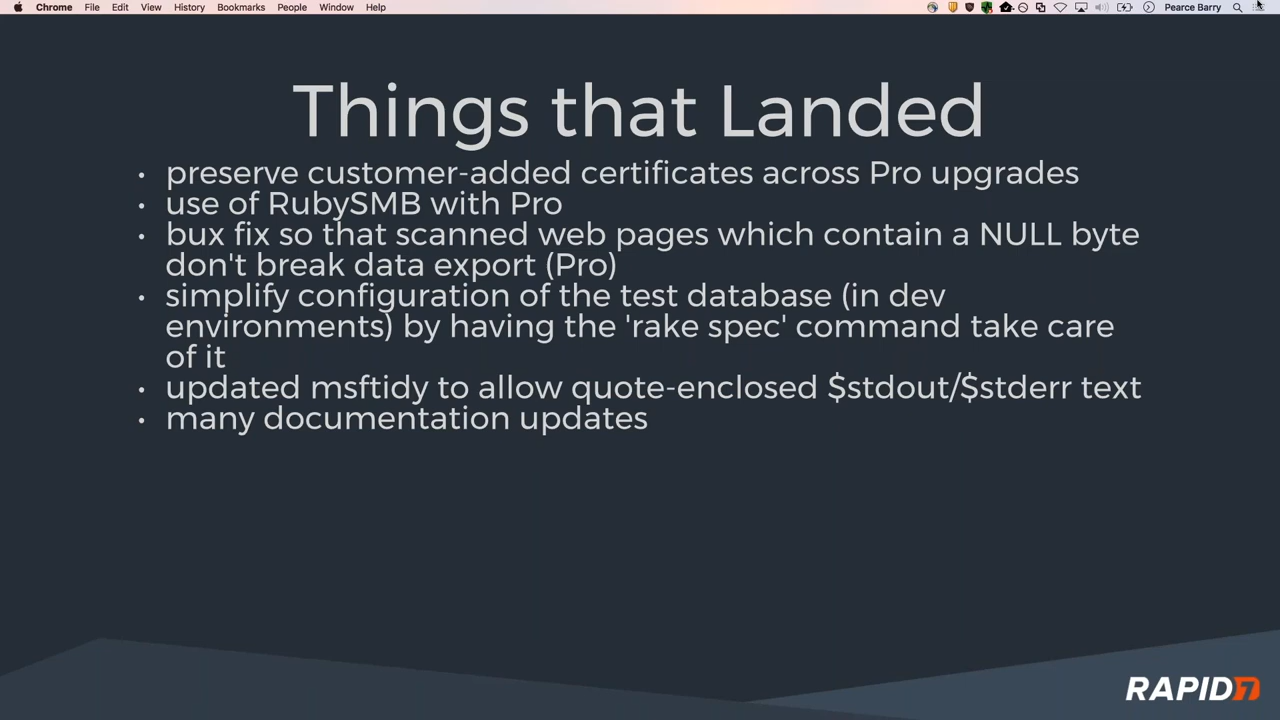 Chrome File Edit View History Bookmarks People Window Help Pearce Barry
Things that Landed
• preserve customer-added certificates across Pro upgrades
• use of RubySMB with Pro
• bux fix so that scanned web pages which contain a NULL byte
don't break data export (Pro)
• simplify configuration of the test database (in dev
environments) by having the 'rake spec' command take care
of it
• updated msftidy to allow quote-enclosed $stdout/$stderr text
• many documentation updates
RAPID7